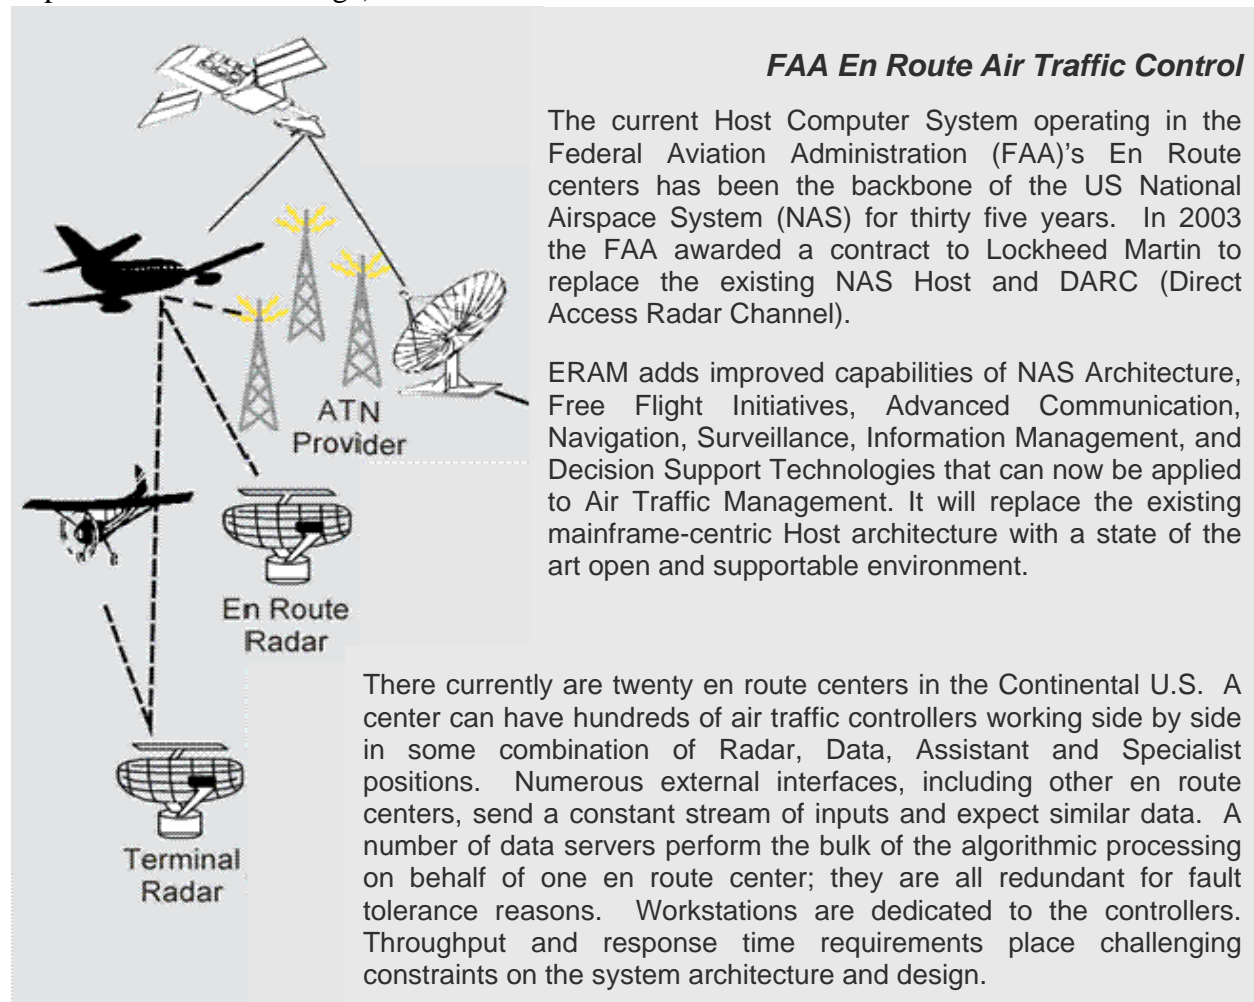 FAA En Route Air Traffic Control
The current Host Computer System operating in the
Federal Aviation Administration (FAA)'s En Route
centers has been the backbone of the US National
Airspace System (NAS) for thirty five years. In 2003
the FAA awarded a contract to Lockheed Martin to
replace the existing NAS Host and DARC (Direct
Access Radar Channel).
ERAM adds improved capabilities of NAS Architecture,
Free Flight Initiatives, Advanced Communication,
Navigation, Surveillance, Information Management, and
Decision Support Technologies that can now be applied
to Air Traffic Management. It will replace the existing
mainframe-centric Host architecture with a state of the
art open and supportable environment.
ATN
Provider
En Route
Radar
There currently are twenty en route centers in the Continental U.S. A
center can have hundreds of air traffic controllers working side by side
in some combination of Radar, Data, Assistant and Specialist
positions. Numerous external interfaces, including other en route
centers, send a constant stream of inputs and expect similar data. A
number of data servers perform the bulk of the algorithmic processing
on behalf of one en route center; they are all redundant for fault
tolerance reasons. Workstations are dedicated to the controllers.
Throughput and response time requirements place challenging
constraints on the system architecture and design.
Terminal
Radar